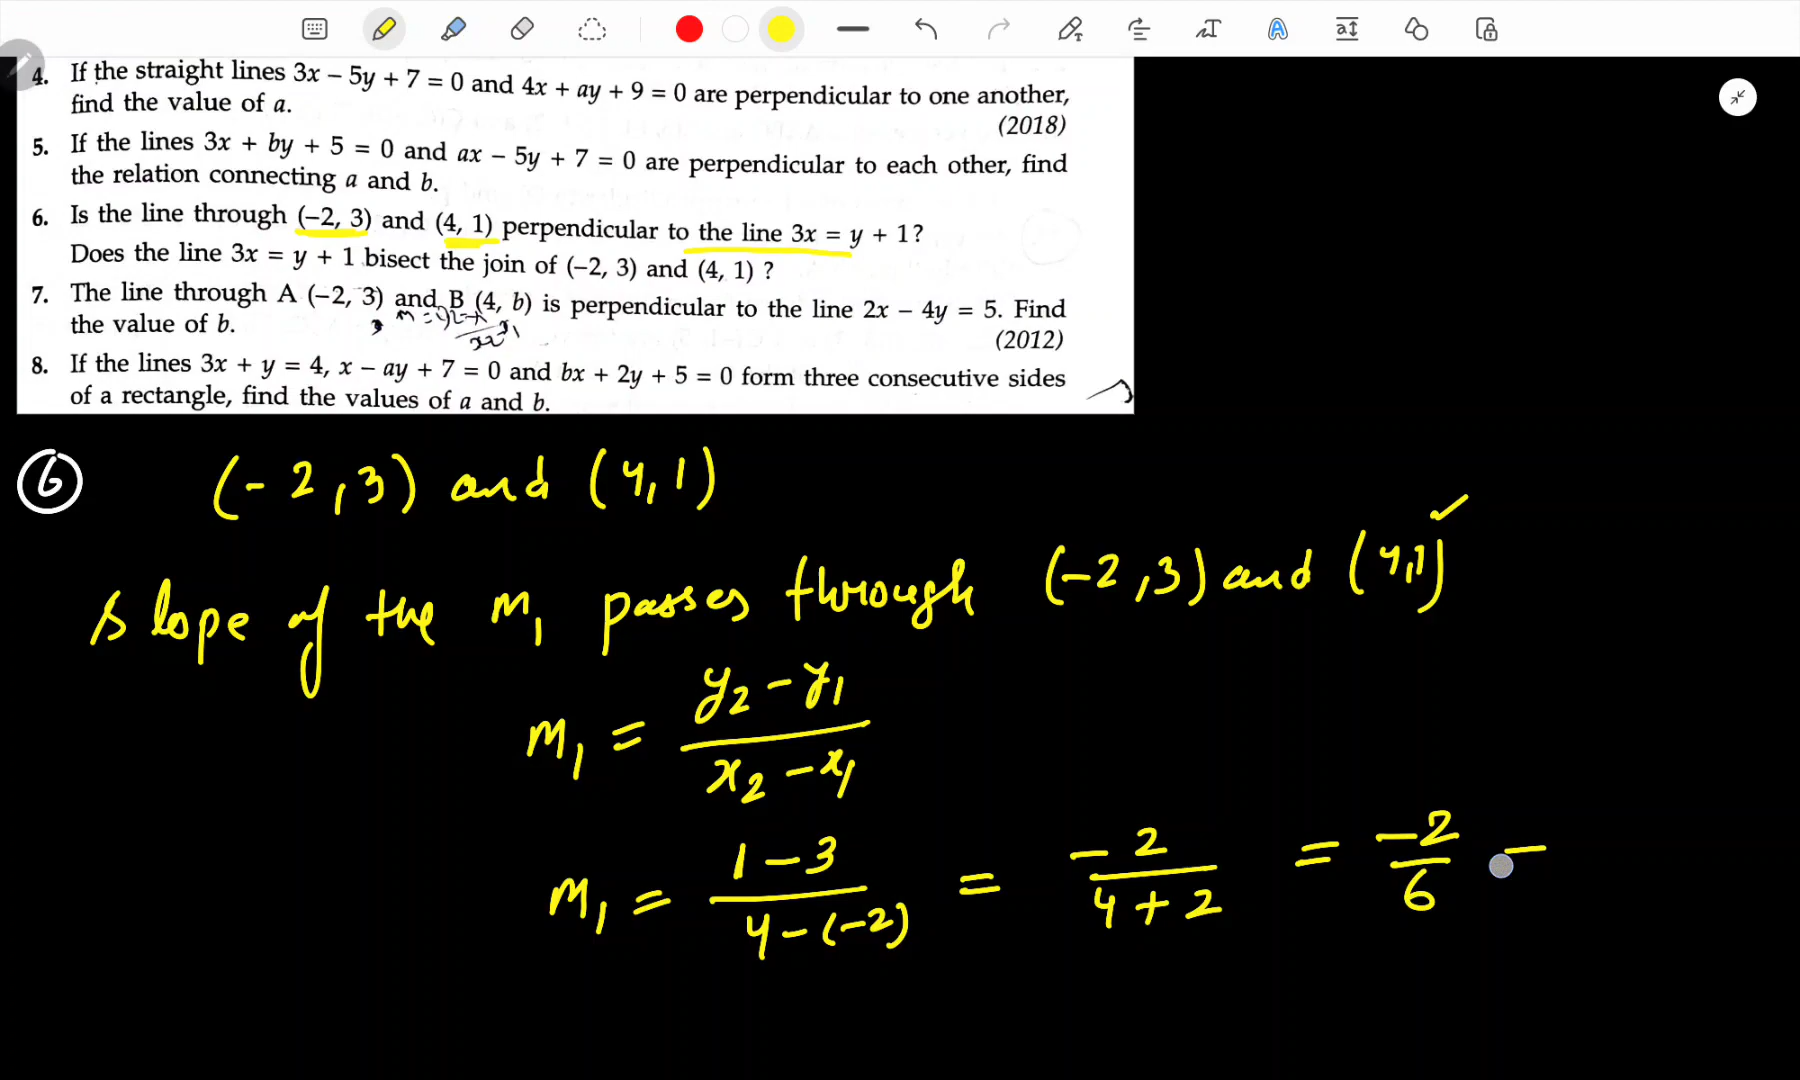 4. If the straight lines 3x − 5y + 7 = 0 and 4x + ay + 9 = 0 are perpendicular to one another,
find the value of a. (2018)
5. If the lines 3x + by + 5 = 0 and ax − 5y + 7 = 0 are perpendicular to each other, find
the relation connecting a and b.
6. Is the line through (−2, 3) and (4, 1) perpendicular to the line 3x = y + 1?
Does the line 3x = y + 1 bisect the join of (−2, 3) and (4, 1) ?
7. The line through A (−2, 3) and B (4, b) is perpendicular to the line 2x − 4y = 5. Find
the value of b. (2012)
8. If the lines 3x + y = 4, x − ay + 7 = 0 and bx + 2y + 5 = 0 form three consecutive sides
of a rectangle, find the values of a and b.
6 (-2,3) and (4,1)
slope of the m₁ passes through (-2,3) and (4,1) ✓
m₁ = y₂-y₁ / x₂-x₁
m₁ = 1-3 / 4-(-2) = -2 / 4+2 = -2 / 6 -